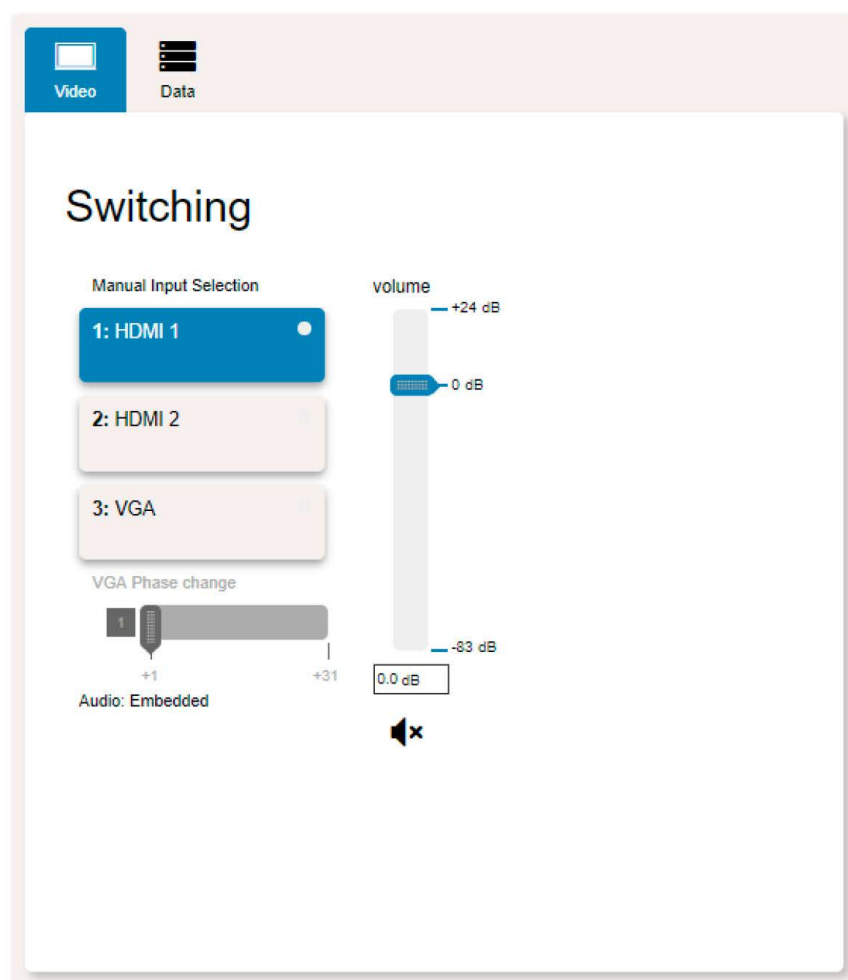 Video Data
Switching
Manual Input Selection
1: HDMI 1
2: HDMI 2
3: VGA
VGA Phase change
1
+1 +31
Audio: Embedded
volume
+24 dB
0 dB
-83 dB
0.0 dB